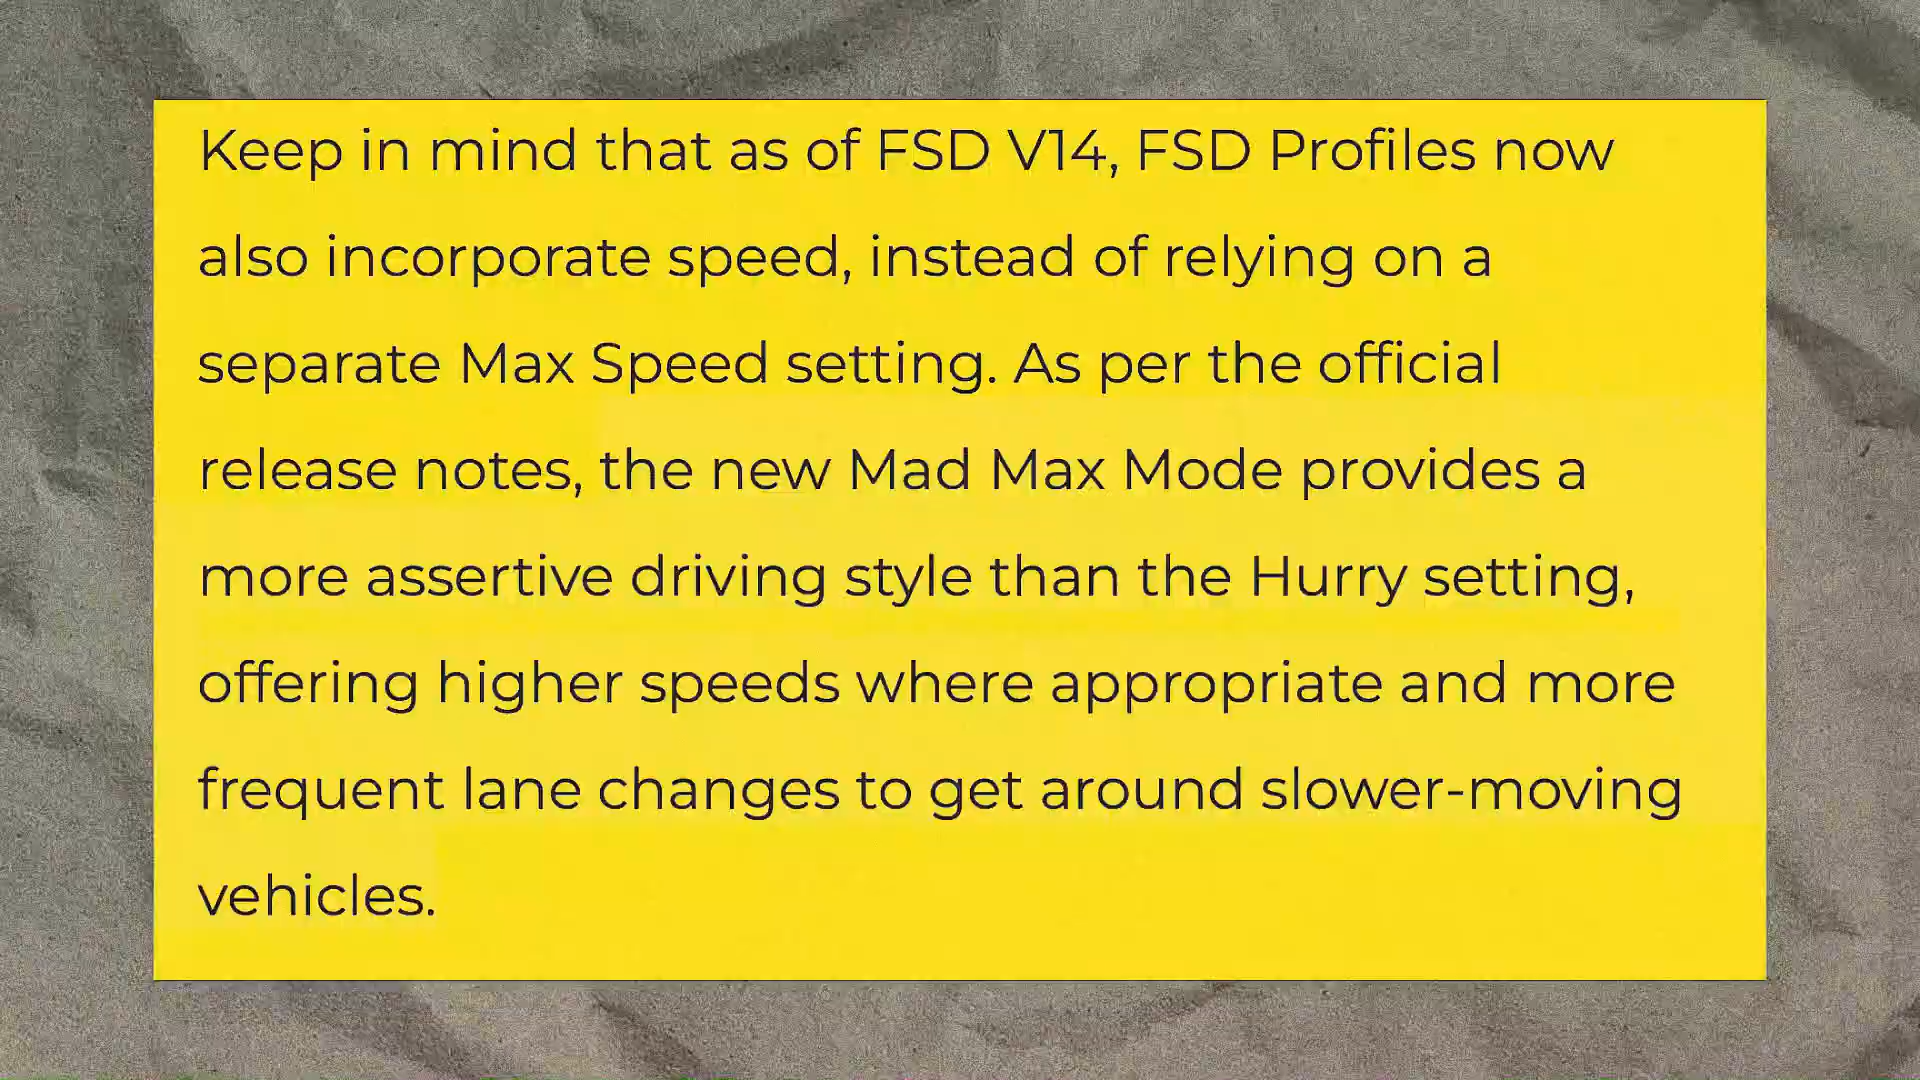 Keep in mind that as of FSD V14, FSD Profiles now
also incorporate speed, instead of relying on a
separate Max Speed setting. As per the official
release notes, the new Mad Max Mode provides a
more assertive driving style than the Hurry setting,
offering higher speeds where appropriate and more
frequent lane changes to get around slower-moving
vehicles.